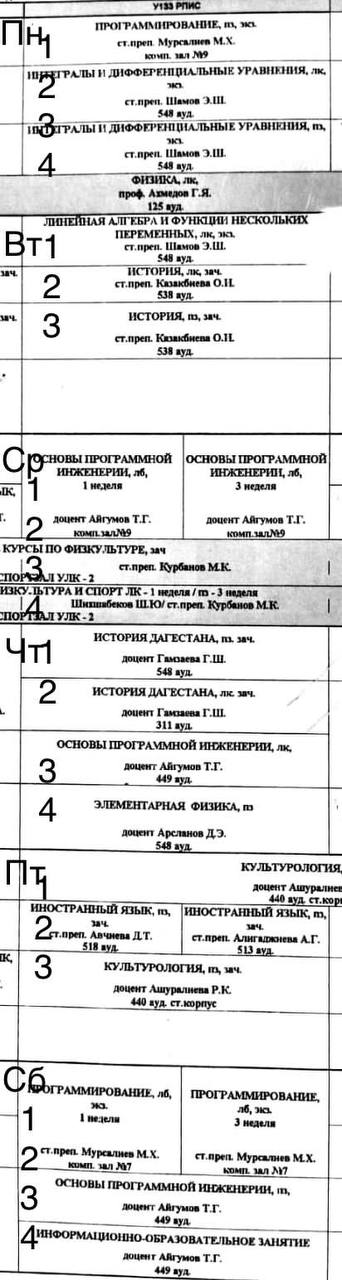 У133 РПИС
Пн
1
ПРОГРАММИРОВАНИЕ, пз, экз.
ст.преп. Мурсалиев М.Х.
комп. зал №9
2
ИНТЕГРАЛЫ И ДИФФЕРЕНЦИАЛЬНЫЕ УРАВНЕНИЯ, лк,
экз.
ст.преп. Шамов Э.Ш.
548 ауд.
3
ИНТЕГРАЛЫ И ДИФФЕРЕНЦИАЛЬНЫЕ УРАВНЕНИЯ, пз,
экз.
ст.преп. Шамов Э.Ш.
548 ауд.
4
ФИЗИКА, лк,
проф. Ахмедов Г.Я.
125 ауд.
Вт1
ЛИНЕЙНАЯ АЛГЕБРА И ФУНКЦИИ НЕСКОЛЬКИХ
ПЕРЕМЕННЫХ, лк, экз.
ст.преп. Шамов Э.Ш.
548 ауд.
зач.
2
ИСТОРИЯ, лк, зач.
ст.преп. Казакбиева О.И.
538 ауд.
зач.
3
ИСТОРИЯ, пз, зач.
ст.преп. Казакбиева О.И.
538 ауд.
Ср
1
ОСНОВЫ ПРОГРАММНОЙ
ИНЖЕНЕРИИ, лб,
1 неделя
2
доцент Айгумов Т.Г.
комп.зал№9
ОСНОВЫ ПРОГРАММНОЙ
ИНЖЕНЕРИИ, лб,
3 неделя
доцент Айгумов Т.Г.
комп.зал№9
КУРСЫ ПО ФИЗКУЛЬТУРЕ, зач
3
ст.преп. Курбанов М.К.
СПОРТЗАЛ УЛК - 2
ИЗКУЛЬТУРА И СПОРТ ЛК - 1 неделя / пз - 3 неделя
4
Шихшабеков Ш.Ю/ ст.преп. Курбанов М.К.
СПОРТЗАЛ УЛК - 2
Чт1
ИСТОРИЯ ДАГЕСТАНА, пз. зач.
доцент Гамзаева Г.Ш.
548 ауд.
2
ИСТОРИЯ ДАГЕСТАНА, лк. зач.
доцент Гамзаева Г.Ш.
311 ауд.
3
ОСНОВЫ ПРОГРАММНОЙ ИНЖЕНЕРИИ, лк,
доцент Айгумов Т.Г.
449 ауд.
4
ЭЛЕМЕНТАРНАЯ ФИЗИКА, пз
доцент Арсланов Д.Э.
548 ауд.
Пт
1
КУЛЬТУРОЛОГИЯ,
доцент Ашуралиев
440 ауд. ст.кор
2
ИНОСТРАННЫЙ ЯЗЫК, пз,
зач.
ст.преп. Авчиева Д.Т.
518 ауд.
ИНОСТРАННЫЙ ЯЗЫК, пз,
зач.
ст.преп. Алигаджиева А.Г.
513 ауд.
3
КУЛЬТУРОЛОГИЯ, пз, зач.
доцент Ашуралиева Р.К.
440 ауд. ст.корпус
Сб
1
ПРОГРАММИРОВАНИЕ, лб,
экз.
1 неделя
2
ст.преп. Мурсалиев М.Х.
комп. зал №7
ПРОГРАММИРОВАНИЕ,
лб, экз.
3 неделя
ст.преп. Мурсалиев М.Х.
комп. зал №7
3
ОСНОВЫ ПРОГРАММНОЙ ИНЖЕНЕРИИ, пз,
доцент Айгумов Т.Г.
449 ауд.
4
ИНФОРМАЦИОННО-ОБРАЗОВАТЕЛЬНОЕ ЗАНЯТИЕ
доцент Айгумов Т.Г.
449 ауд.